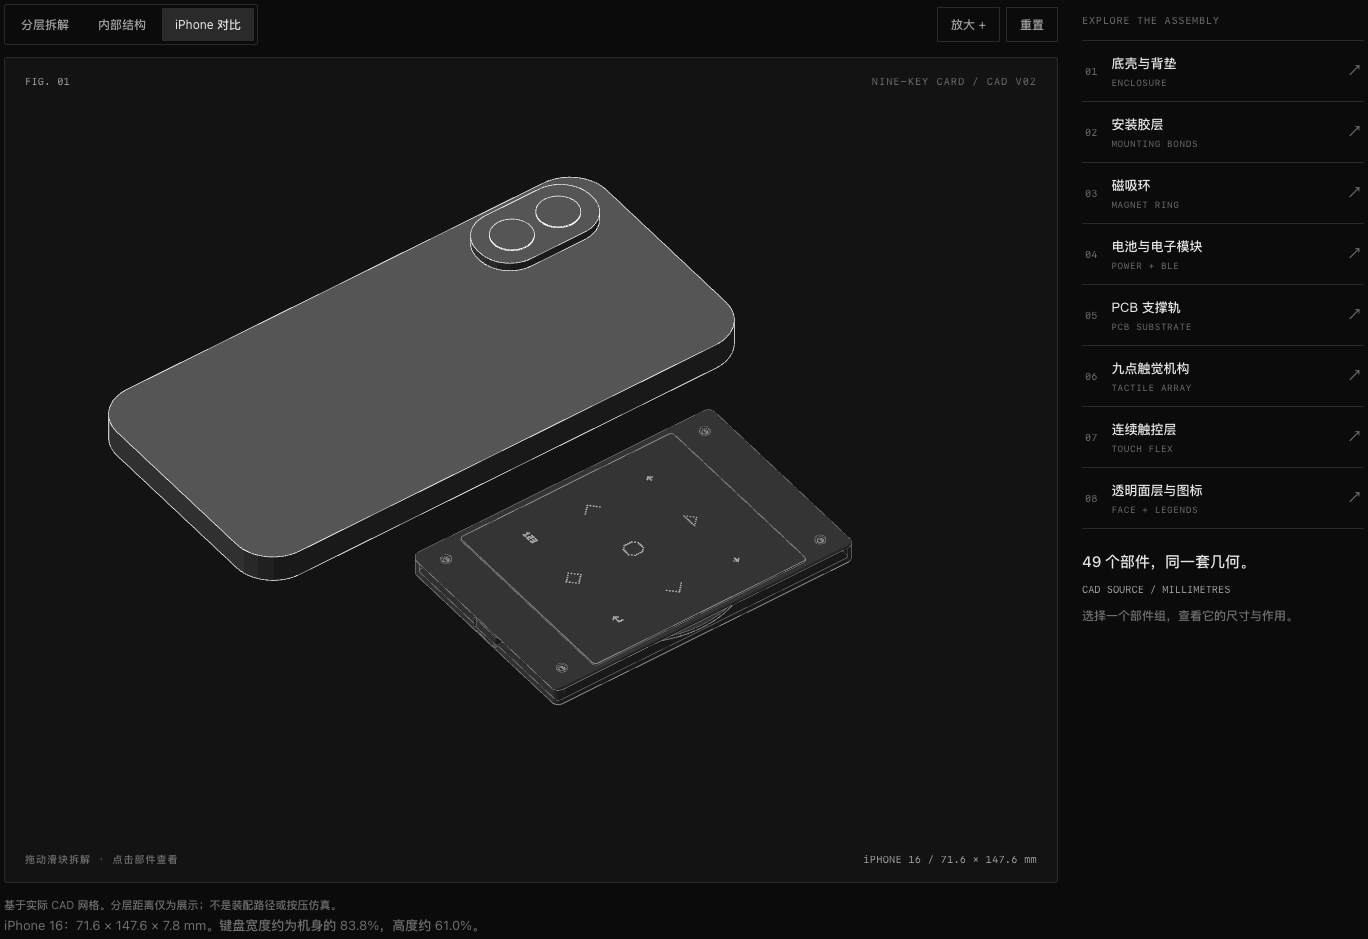 分层拆解
内部结构
iPhone 对比
放大 +
重置
FIG. 01
NINE-KEY CARD / CAD V02
123
拖动滑块拆解 · 点击部件查看
iPHONE 16 / 71.6 × 147.6 mm
基于实际 CAD 网格。分层距离仅为展示；不是装配路径或按压仿真。
iPhone 16：71.6 × 147.6 × 7.8 mm。键盘宽度约为机身的 83.8%，高度约 61.0%。
EXPLORE THE ASSEMBLY
01 底壳与背垫 ↗
ENCLOSURE
02 安装胶层 ↗
MOUNTING BONDS
03 磁吸环 ↗
MAGNET RING
04 电池与电子模块 ↗
POWER + BLE
05 PCB 支撑轨 ↗
PCB SUBSTRATE
06 九点触觉机构 ↗
TACTILE ARRAY
07 连续触控层 ↗
TOUCH FLEX
08 透明面层与图标 ↗
FACE + LEGENDS
49 个部件，同一套几何。
CAD SOURCE / MILLIMETRES
选择一个部件组，查看它的尺寸与作用。